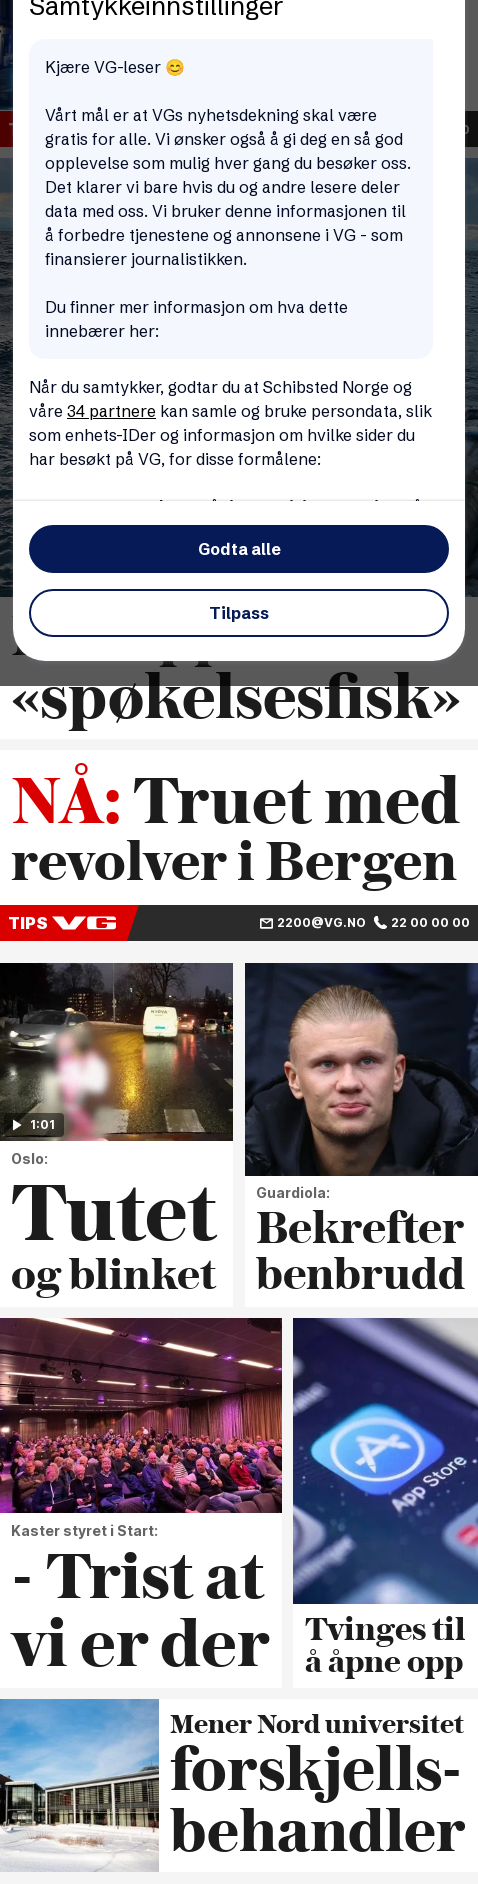 Samtykkeinnstillinger
Kjære VG-leser 😊
Vårt mål er at VGs nyhetsdekning skal være
gratis for alle. Vi ønsker også å gi deg en så god
opplevelse som mulig hver gang du besøker oss.
Det klarer vi bare hvis du og andre lesere deler
data med oss. Vi bruker denne informasjonen til
å forbedre tjenestene og annonsene i VG - som
finansierer journalistikken.
Du finner mer informasjon om hva dette
innebærer her:
Når du samtykker, godtar du at Schibsted Norge og
våre 34 partnere kan samle og bruke persondata, slik
som enhets-IDer og informasjon om hvilke sider du
har besøkt på VG, for disse formålene:
Godta alle
Tilpass
«spøkelsesfisk»
NÅ: Truet med
revolver i Bergen
TIPS VG
2200@VG.NO 22 00 00 00
1:01
Oslo:
Tutet
og blinket
Guardiola:
Bekrefter
benbrudd
Kaster styret i Start:
- Trist at
vi er der
App Store
Tvinges til
å åpne opp
Mener Nord universitet
forskjells-
behandler